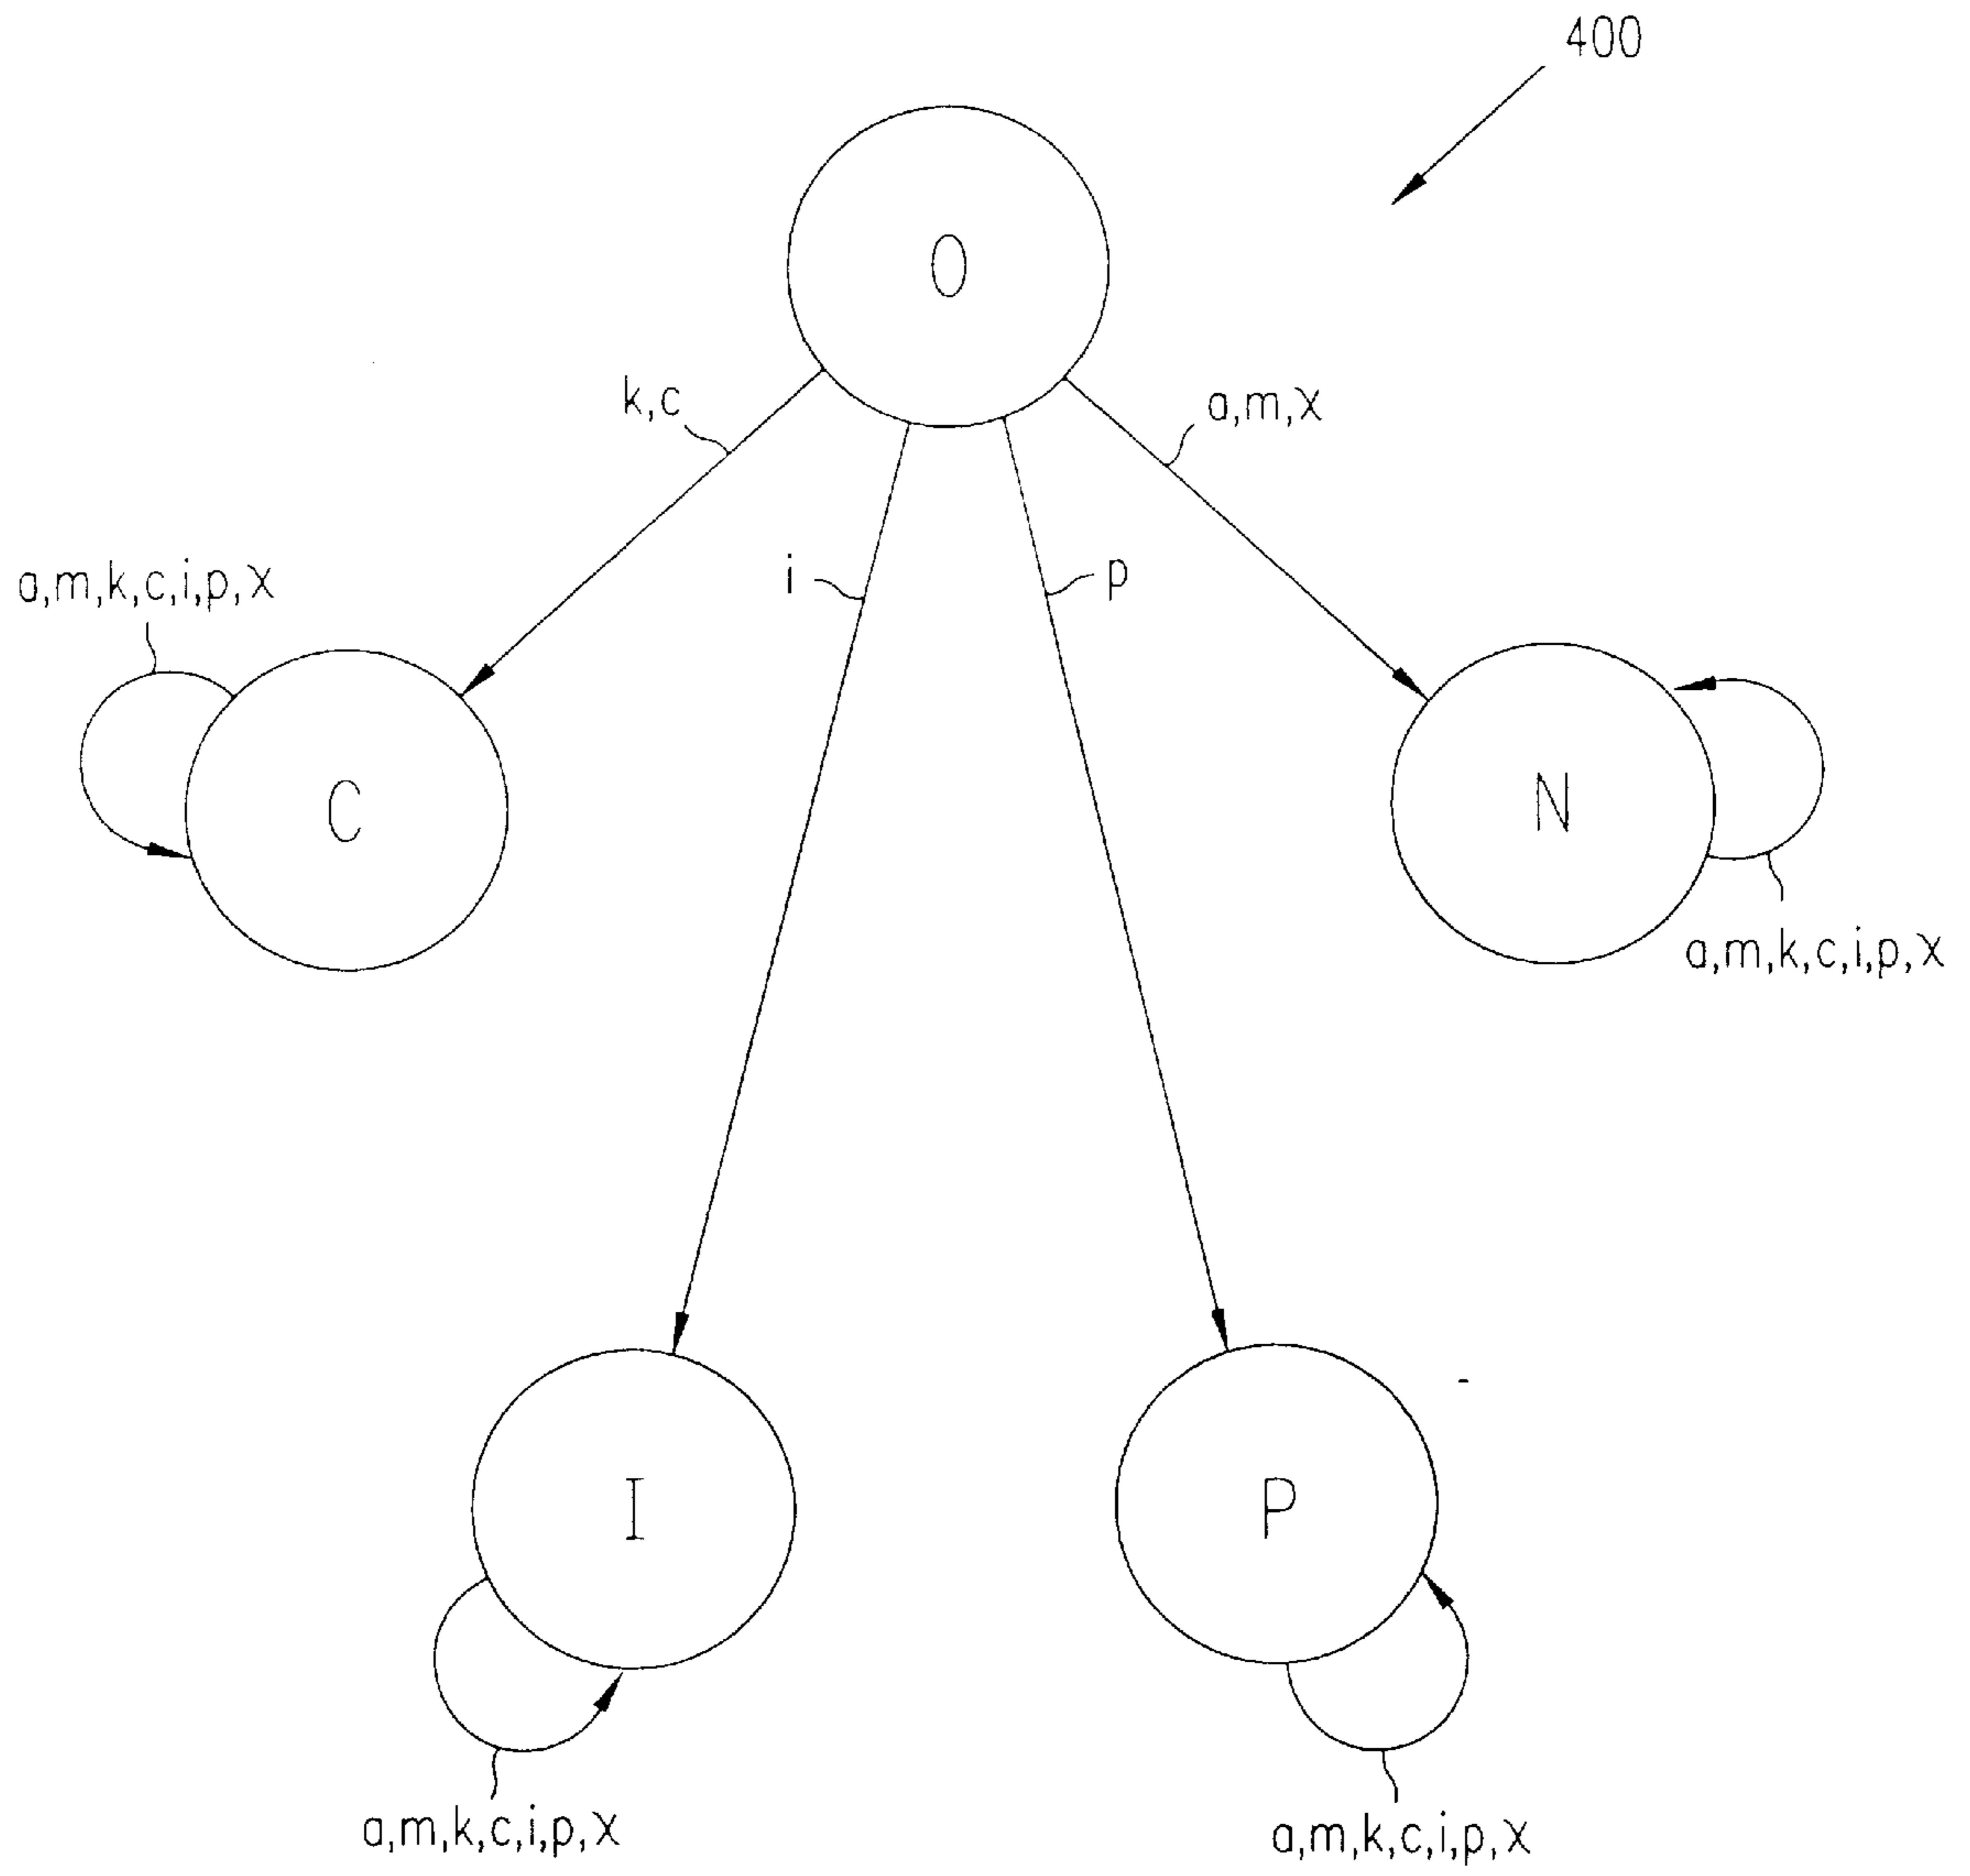 400
O
k,c
a,m,x
i
p
a,m,k,c,i,p,x
C
N
a,m,k,c,i,p,x
I
P
a,m,k,c,i,p,x
a,m,k,c,i,p,x